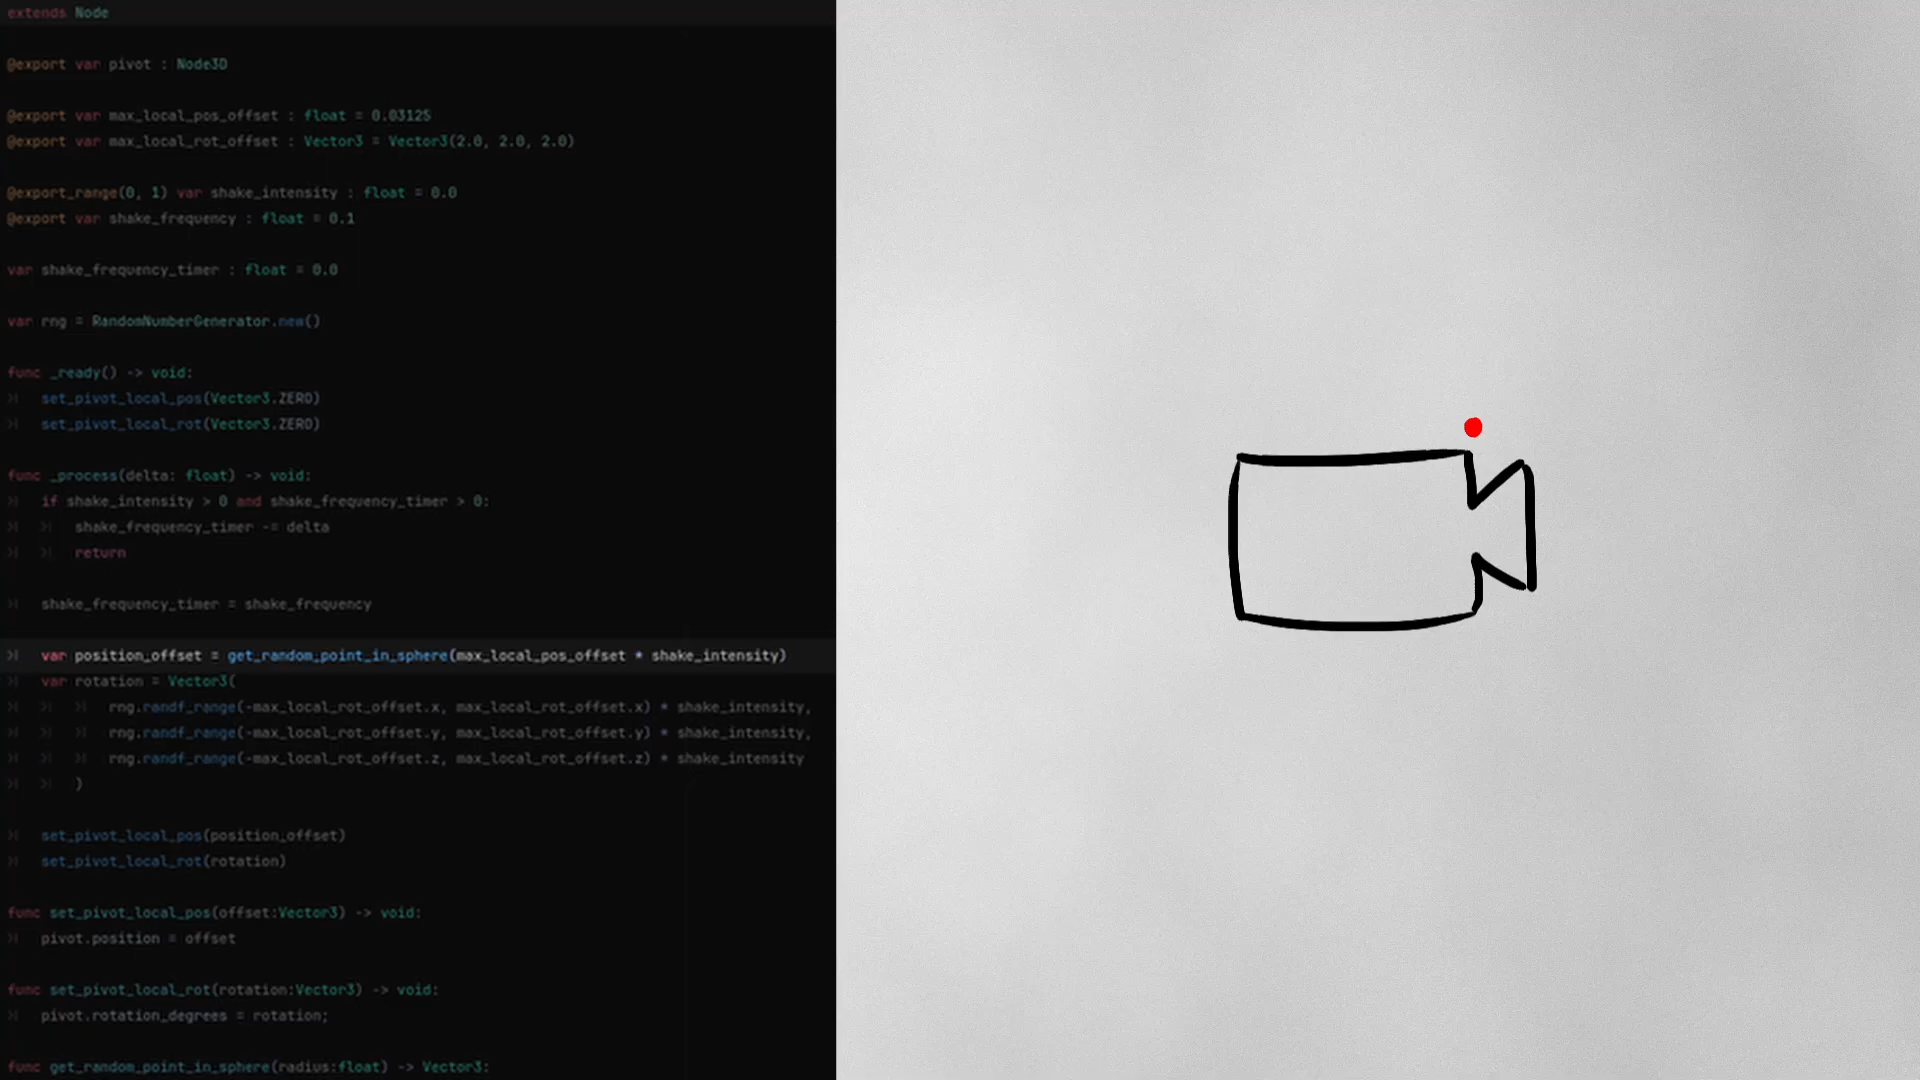 extends Node
@export var pivot : Node3D
@export var max_local_pos_offset : float = 0.03125
@export var max_local_rot_offset : Vector3 = Vector3(2.0, 2.0, 2.0)
@export_range(0, 1) var shake_intensity : float = 0.0
@export var shake_frequency : float = 0.1
var shake_frequency_timer : float = 0.0
var rng = RandomNumberGenerator.new()
func _ready() -> void:
set_pivot_local_pos(Vector3.ZERO)
set_pivot_local_rot(Vector3.ZERO)
func _process(delta: float) -> void:
if shake_intensity > 0 and shake_frequency_timer > 0:
shake_frequency_timer -= delta
return
shake_frequency_timer = shake_frequency
var position_offset = get_random_point_in_sphere(max_local_pos_offset * shake_intensity)
var rotation = Vector3(
rng.randf_range(-max_local_rot_offset.x, max_local_rot_offset.x) * shake_intensity,
rng.randf_range(-max_local_rot_offset.y, max_local_rot_offset.y) * shake_intensity,
rng.randf_range(-max_local_rot_offset.z, max_local_rot_offset.z) * shake_intensity
)
set_pivot_local_pos(position_offset)
set_pivot_local_rot(rotation)
func set_pivot_local_pos(offset:Vector3) -> void:
pivot.position = offset
func set_pivot_local_rot(rotation:Vector3) -> void:
pivot.rotation_degrees = rotation;
func get_random_point_in_sphere(radius:float) -> Vector3: